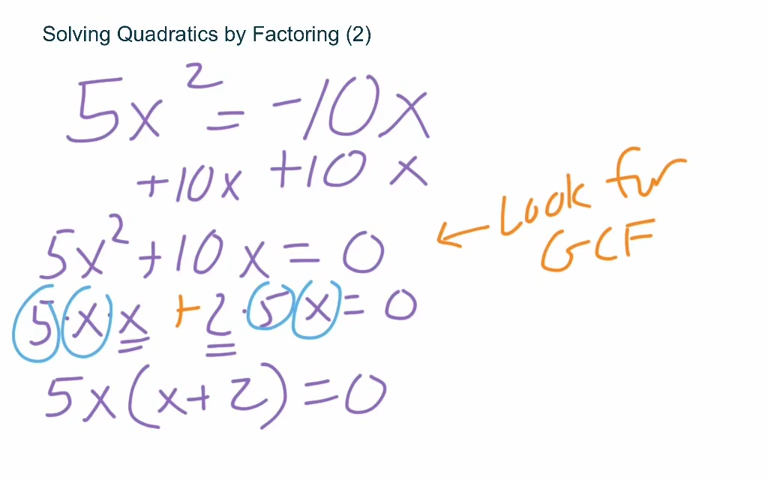 Solving Quadratics by Factoring (2)
5x² = -10x
+10x +10x
5x² + 10x = 0
← Look for
GCF
5·x·x + 2·5·x = 0
5x(x + 2) = 0